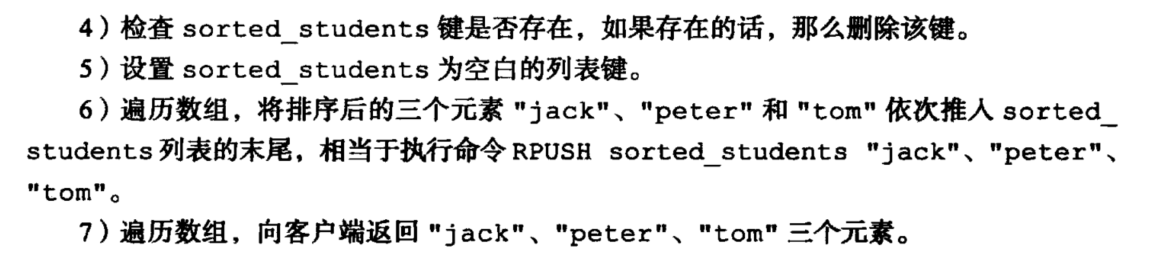 4）检查 sorted_students 键是否存在，如果存在的话，那么删除该键。
5）设置 sorted_students 为空白的列表键。
6）遍历数组，将排序后的三个元素 "jack"、"peter" 和 "tom" 依次推入 sorted_
students 列表的末尾，相当于执行命令 RPUSH sorted_students "jack"、"peter"、
"tom"。
7）遍历数组，向客户端返回 "jack"、"peter"、"tom" 三个元素。